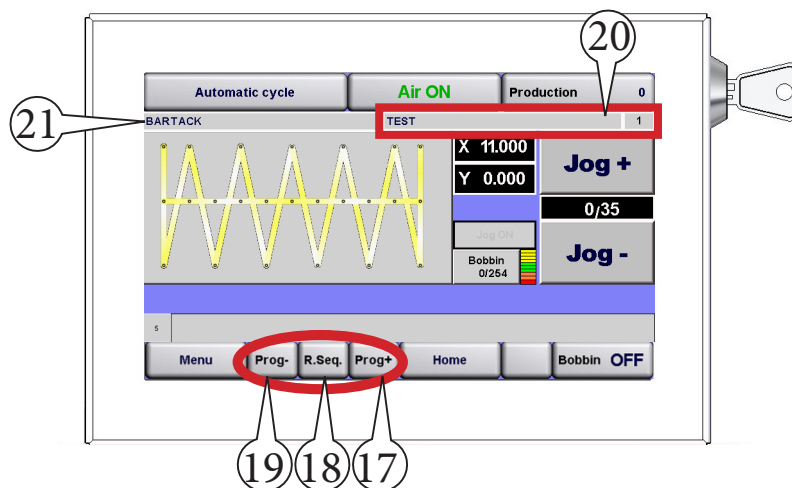 20
Automatic cycle Air ON Production 0
21 BARTACK TEST 1
X 11.000 Jog +
Y 0.000
0/35
Jog ON
Bobbin Jog -
0/254
5
Menu Prog- R.Seq. Prog+ Home Bobbin OFF
19 18 17